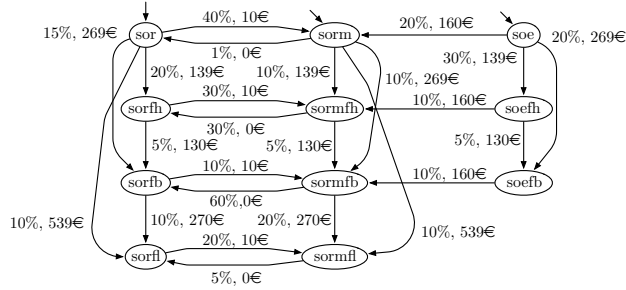 40%, 10€
15%, 269€
sor
sorm
20%, 160€
soe
20%, 269€
1%, 0€
30%, 139€
20%, 139€
10%, 139€
10%, 269€
30%, 10€
10%, 160€
sorfh
sormfh
soefh
30%, 0€
5%, 130€
5%, 130€
5%, 130€
10%, 10€
10%, 160€
sorfb
sormfb
soefb
60%,0€
10%, 539€
10%, 270€
20%, 270€
10%, 539€
20%, 10€
sorfl
sormfl
5%, 0€